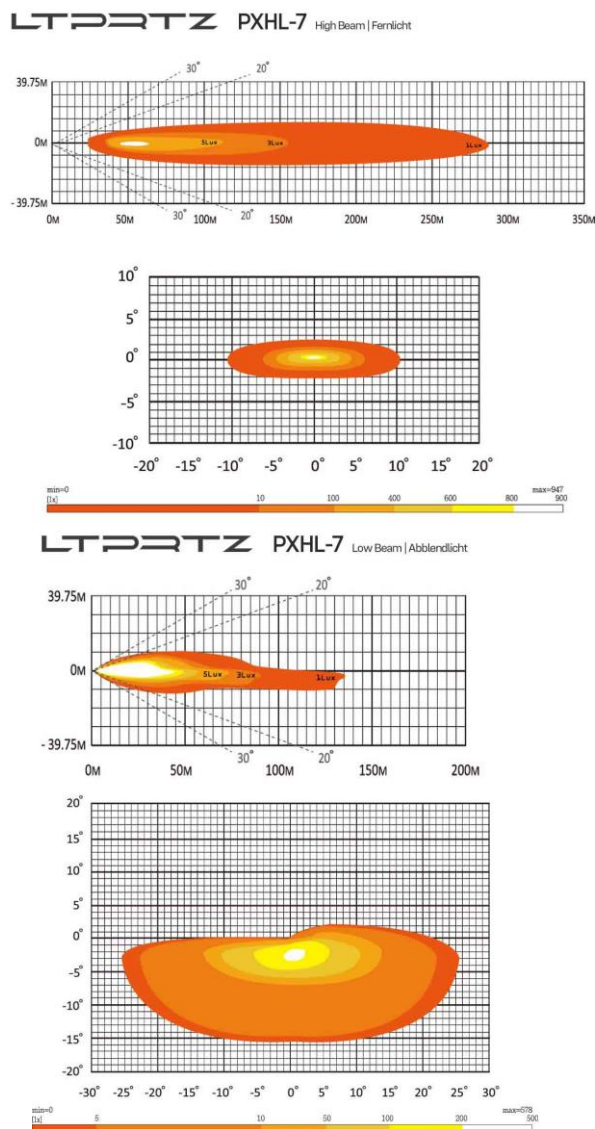 LTPRTZ PXHL-7 High Beam | Fernlicht
30° 20°
39.75M
0M
5Lux 3Lux 1Lux
- 39.75M
30° 20°
0M 50M 100M 150M 200M 250M 300M 350M
10°
5°
0°
-5°
-10°
-20° -15° -10° -5° 0° 5° 10° 15° 20°
min=0 max=947
[lx] 10 100 400 600 800 900
LTPRTZ PXHL-7 Low Beam | Abblendlicht
30° 20°
39.75M
0M
5Lux 3Lux 1Lux
- 39.75M
30° 20°
0M 50M 100M 150M 200M
20°
15°
10°
5°
0°
-5°
-10°
-15°
-20°
-30° -25° -20° -15° -10° -5° 0° 5° 10° 15° 20° 25° 30°
min=0 max=578
[lx] 5 10 50 100 200 500